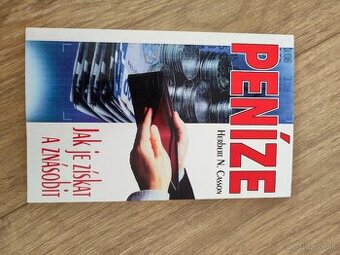 PENÍZE
HERBERT N. CASSON
JAK JE ZÍSKAT
A ZNÁSOBIT